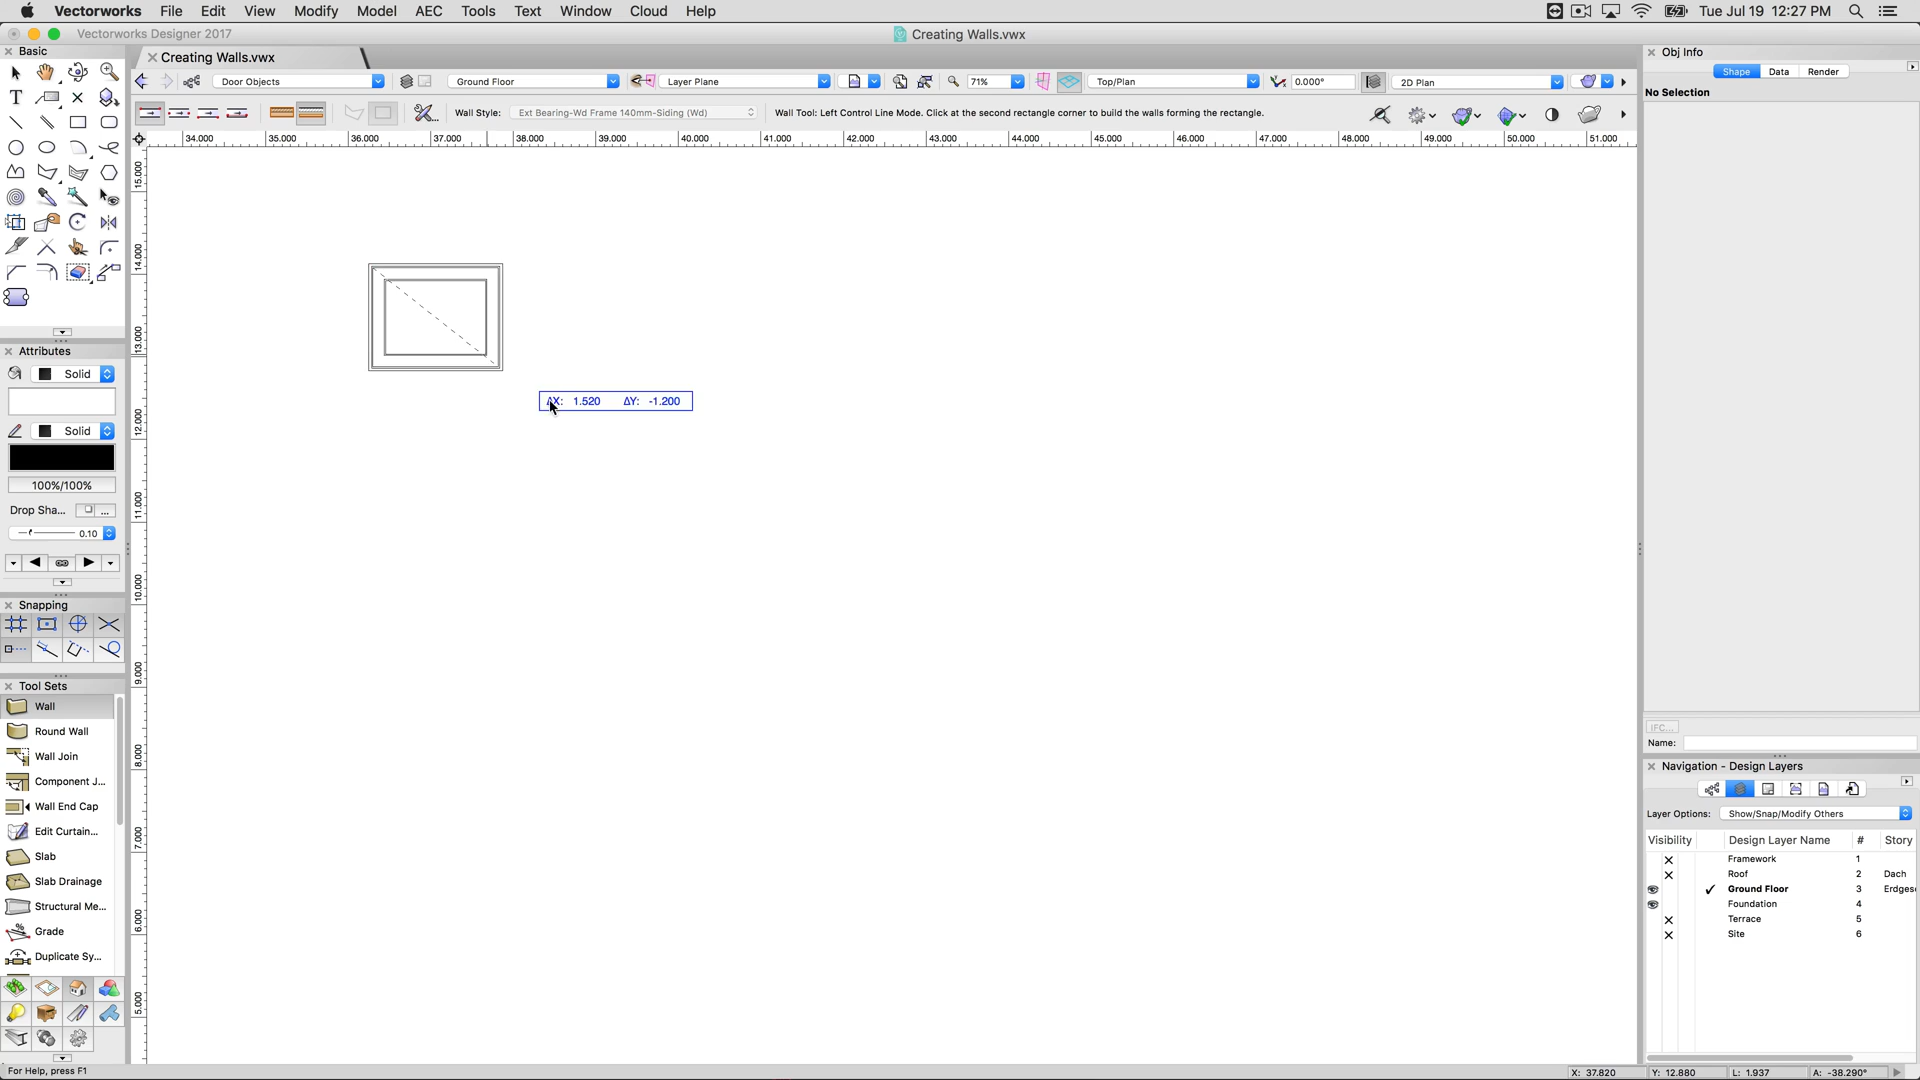 Vectorworks File Edit View Modify Model AEC Tools Text Window Cloud Help Tue Jul 19 12:27 PM
Vectorworks Designer 2017 Creating Walls.vwx
Basic
Creating Walls.vwx
Door Objects Ground Floor Layer Plane 71% Top/Plan 0.000° 2D Plan
Wall Style: Ext Bearing-Wd Frame 140mm-Siding (Wd) Wall Tool: Left Control Line Mode. Click at the second rectangle corner to build the walls forming the rectangle.
34.000 35.000 36.000 37.000 38.000 39.000 40.000 41.000 42.000 43.000 44.000 45.000 46.000 47.000 48.000 49.000 50.000 51.000
15.000
14.000
13.000
12.000
11.000
10.000
9.000
8.000
7.000
6.000
5.000
ΔX: 1.520 ΔY: -1.200
Attributes
Solid
Solid
100%/100%
Drop Sha... ...
0.10
Snapping
Tool Sets
Wall
Round Wall
Wall Join
Component J...
Wall End Cap
Edit Curtain...
Slab
Slab Drainage
Structural Me...
Grade
Duplicate Sy...
For Help, press F1
Obj Info
Shape Data Render
No Selection
IFC...
Name:
Navigation - Design Layers
Layer Options: Show/Snap/Modify Others
Visibility Design Layer Name # Story
Framework 1
Roof 2 Dach
Ground Floor 3 Erdges
Foundation 4
Terrace 5
Site 6
X: 37.820 Y: 12.880 L: 1.937 A: -38.290°